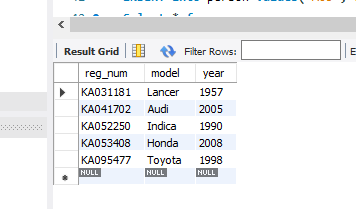 Result Grid Filter Rows: E
reg_num model year
KA031181 Lancer 1957
KA041702 Audi 2005
KA052250 Indica 1990
KA053408 Honda 2008
KA095477 Toyota 1998
NULL NULL NULL